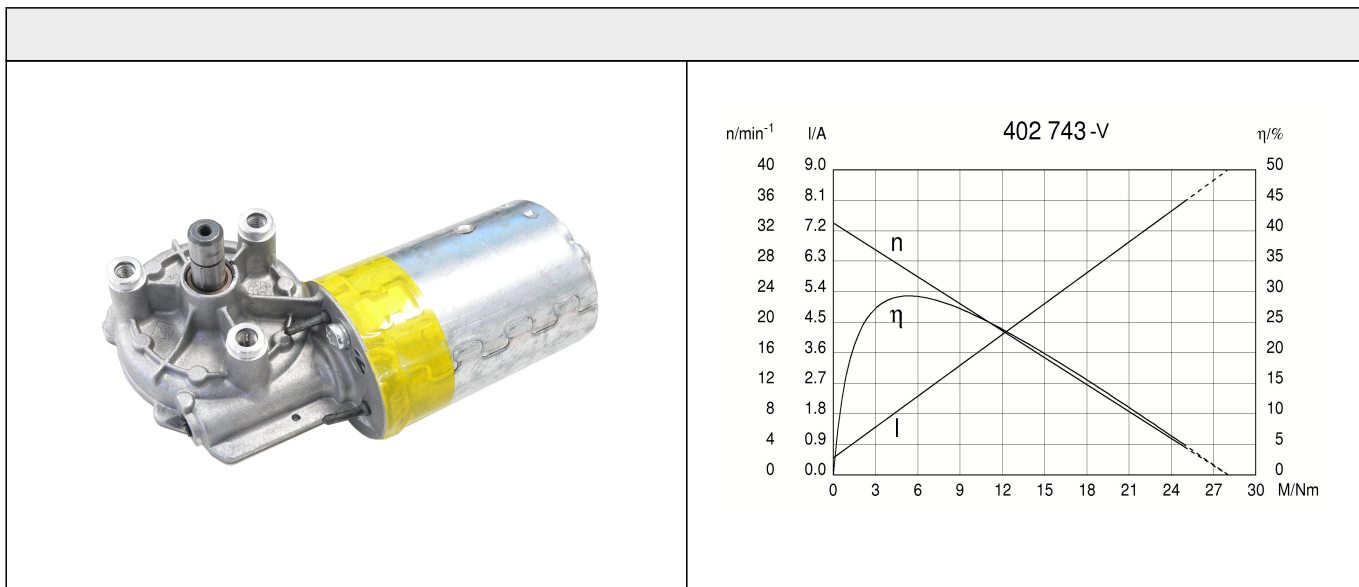 402 743 -V
n/min-1 I/A η/%
40 9.0 50
36 8.1 45
32 7.2 40
28 6.3 35
24 5.4 30
20 4.5 25
16 3.6 20
12 2.7 15
8 1.8 10
4 0.9 5
0 0.0 0
0 3 6 9 12 15 18 21 24 27 30 M/Nm
n
η
I